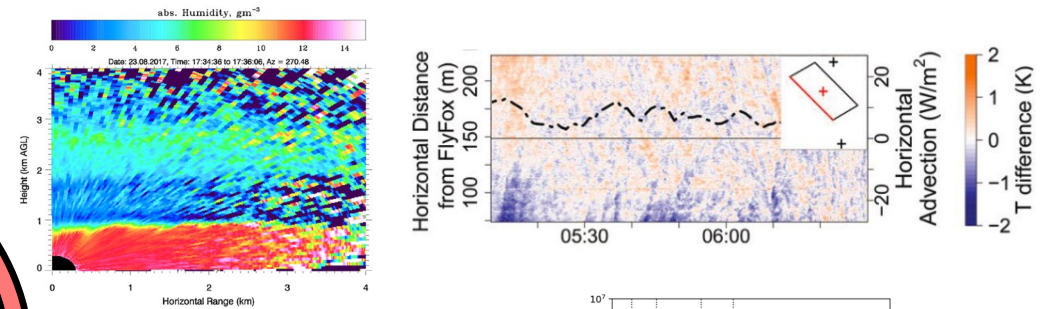 abs. Humidity, gm⁻³
0 2 4 6 8 10 12 14
Date: 23.08.2017, Time: 17:34:36 to 17:36:06, Az = 270.48
Height (km AGL)
4
3
2
1
0
0 1 2 3 4
Horizontal Range (km)
Horizontal Distance
from FlyFox (m)
200
150
100
05:30 06:00
20
0
−20
Horizontal
Advection (W/m²)
2
1
0
−1
−2
T difference (K)
10⁷